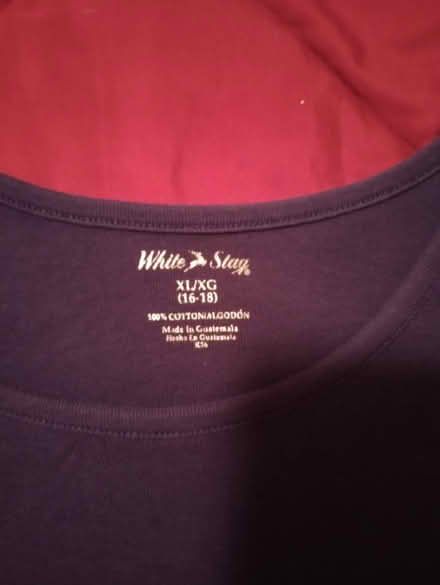 White Stag®
XL/XG
(16-18)
100% COTTON/ALGODÓN
Made In Guatemala
Hecho En Guatemala